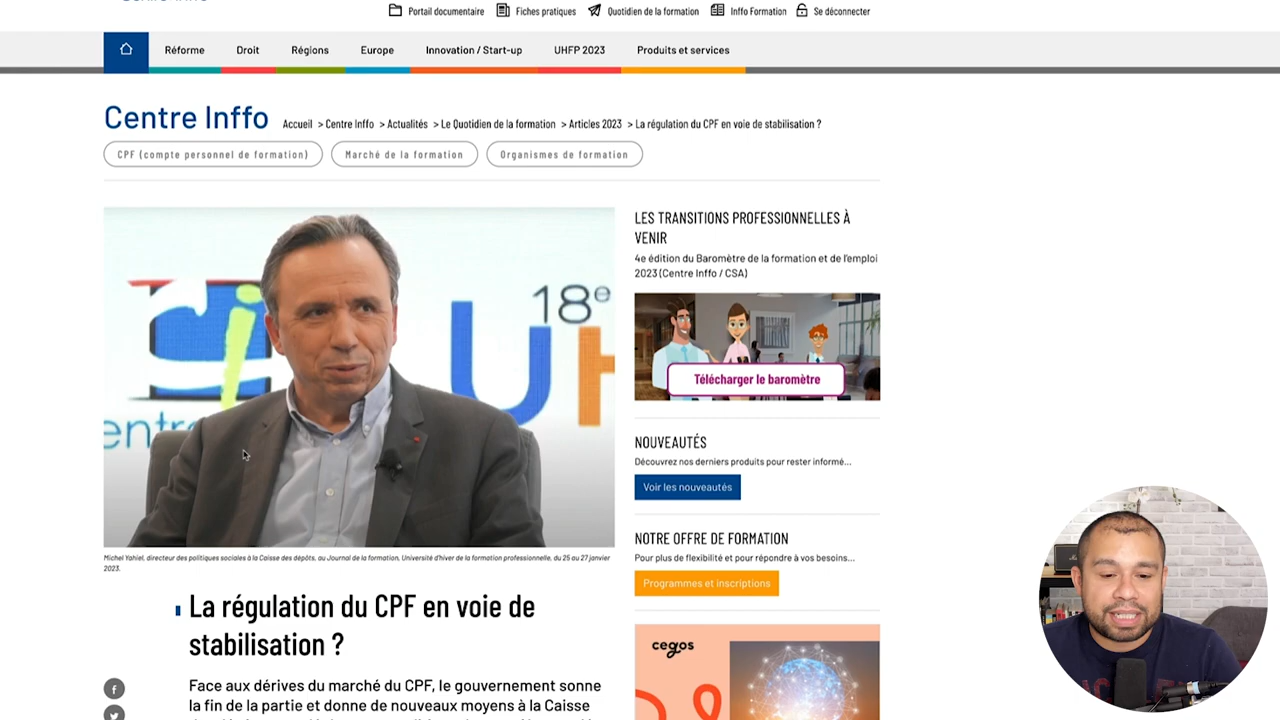 Portail documentaire Fiches pratiques Quotidien de la formation Inffo Formation Se déconnecter
Réforme Droit Régions Europe Innovation / Start-up UHFP 2023 Produits et services
Centre Inffo Accueil > Centre Inffo > Actualités > Le Quotidien de la formation > Articles 2023 > La régulation du CPF en voie de stabilisation ?
CPF (compte personnel de formation) Marché de la formation Organismes de formation
18e
UH
entre
Michel Yahiel, directeur des politiques sociales à la Caisse des dépôts, au Journal de la formation, Université d'hiver de la formation professionnelle, du 25 au 27 janvier
2023.
La régulation du CPF en voie de
stabilisation ?
Face aux dérives du marché du CPF, le gouvernement sonne
la fin de la partie et donne de nouveaux moyens à la Caisse
LES TRANSITIONS PROFESSIONNELLES À
VENIR
4e édition du Baromètre de la formation et de l'emploi
2023 (Centre Inffo / CSA)
Télécharger le baromètre
NOUVEAUTÉS
Découvrez nos derniers produits pour rester informé...
Voir les nouveautés
NOTRE OFFRE DE FORMATION
Pour plus de flexibilité et pour répondre à vos besoins...
Programmes et inscriptions
cegos